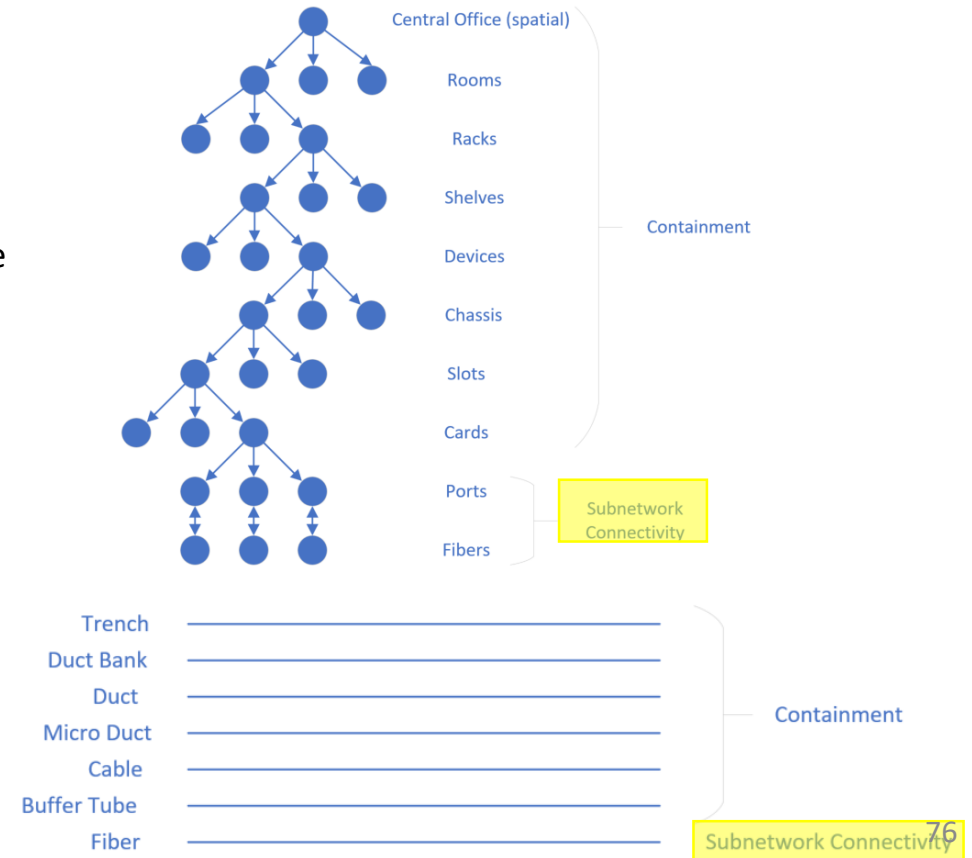 Central Office (spatial)
Rooms
Racks
Shelves
e
Devices
Containment
Chassis
Slots
Cards
Ports
Subnetwork
Connectivity
Fibers
Trench
Duct Bank
Duct
Containment
Micro Duct
Cable
Buffer Tube
Fiber
Subnetwork Connectivity
76